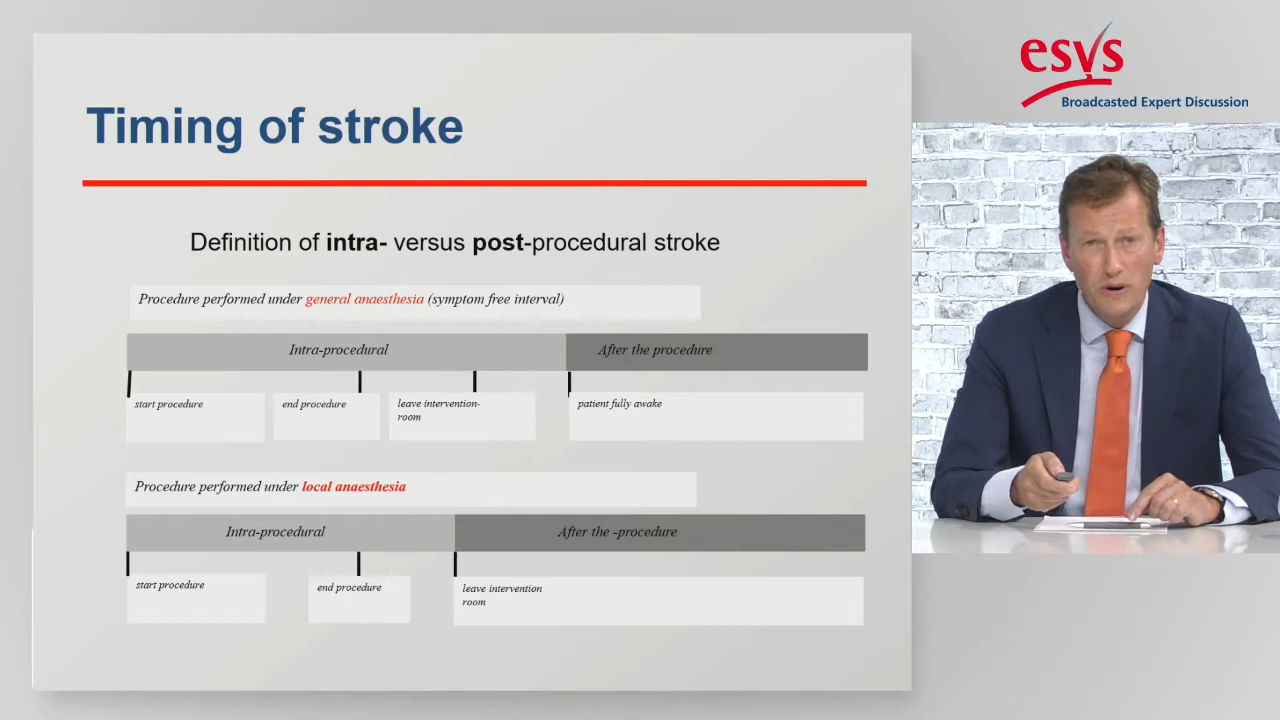 esvs
Broadcasted Expert Discussion
Timing of stroke
Definition of intra- versus post-procedural stroke
Procedure performed under general anaesthesia (symptom free interval)
Intra-procedural
After the procedure
start procedure
end procedure
leave intervention-
room
patient fully awake
Procedure performed under local anaesthesia
Intra-procedural
After the -procedure
start procedure
end procedure
leave intervention
room